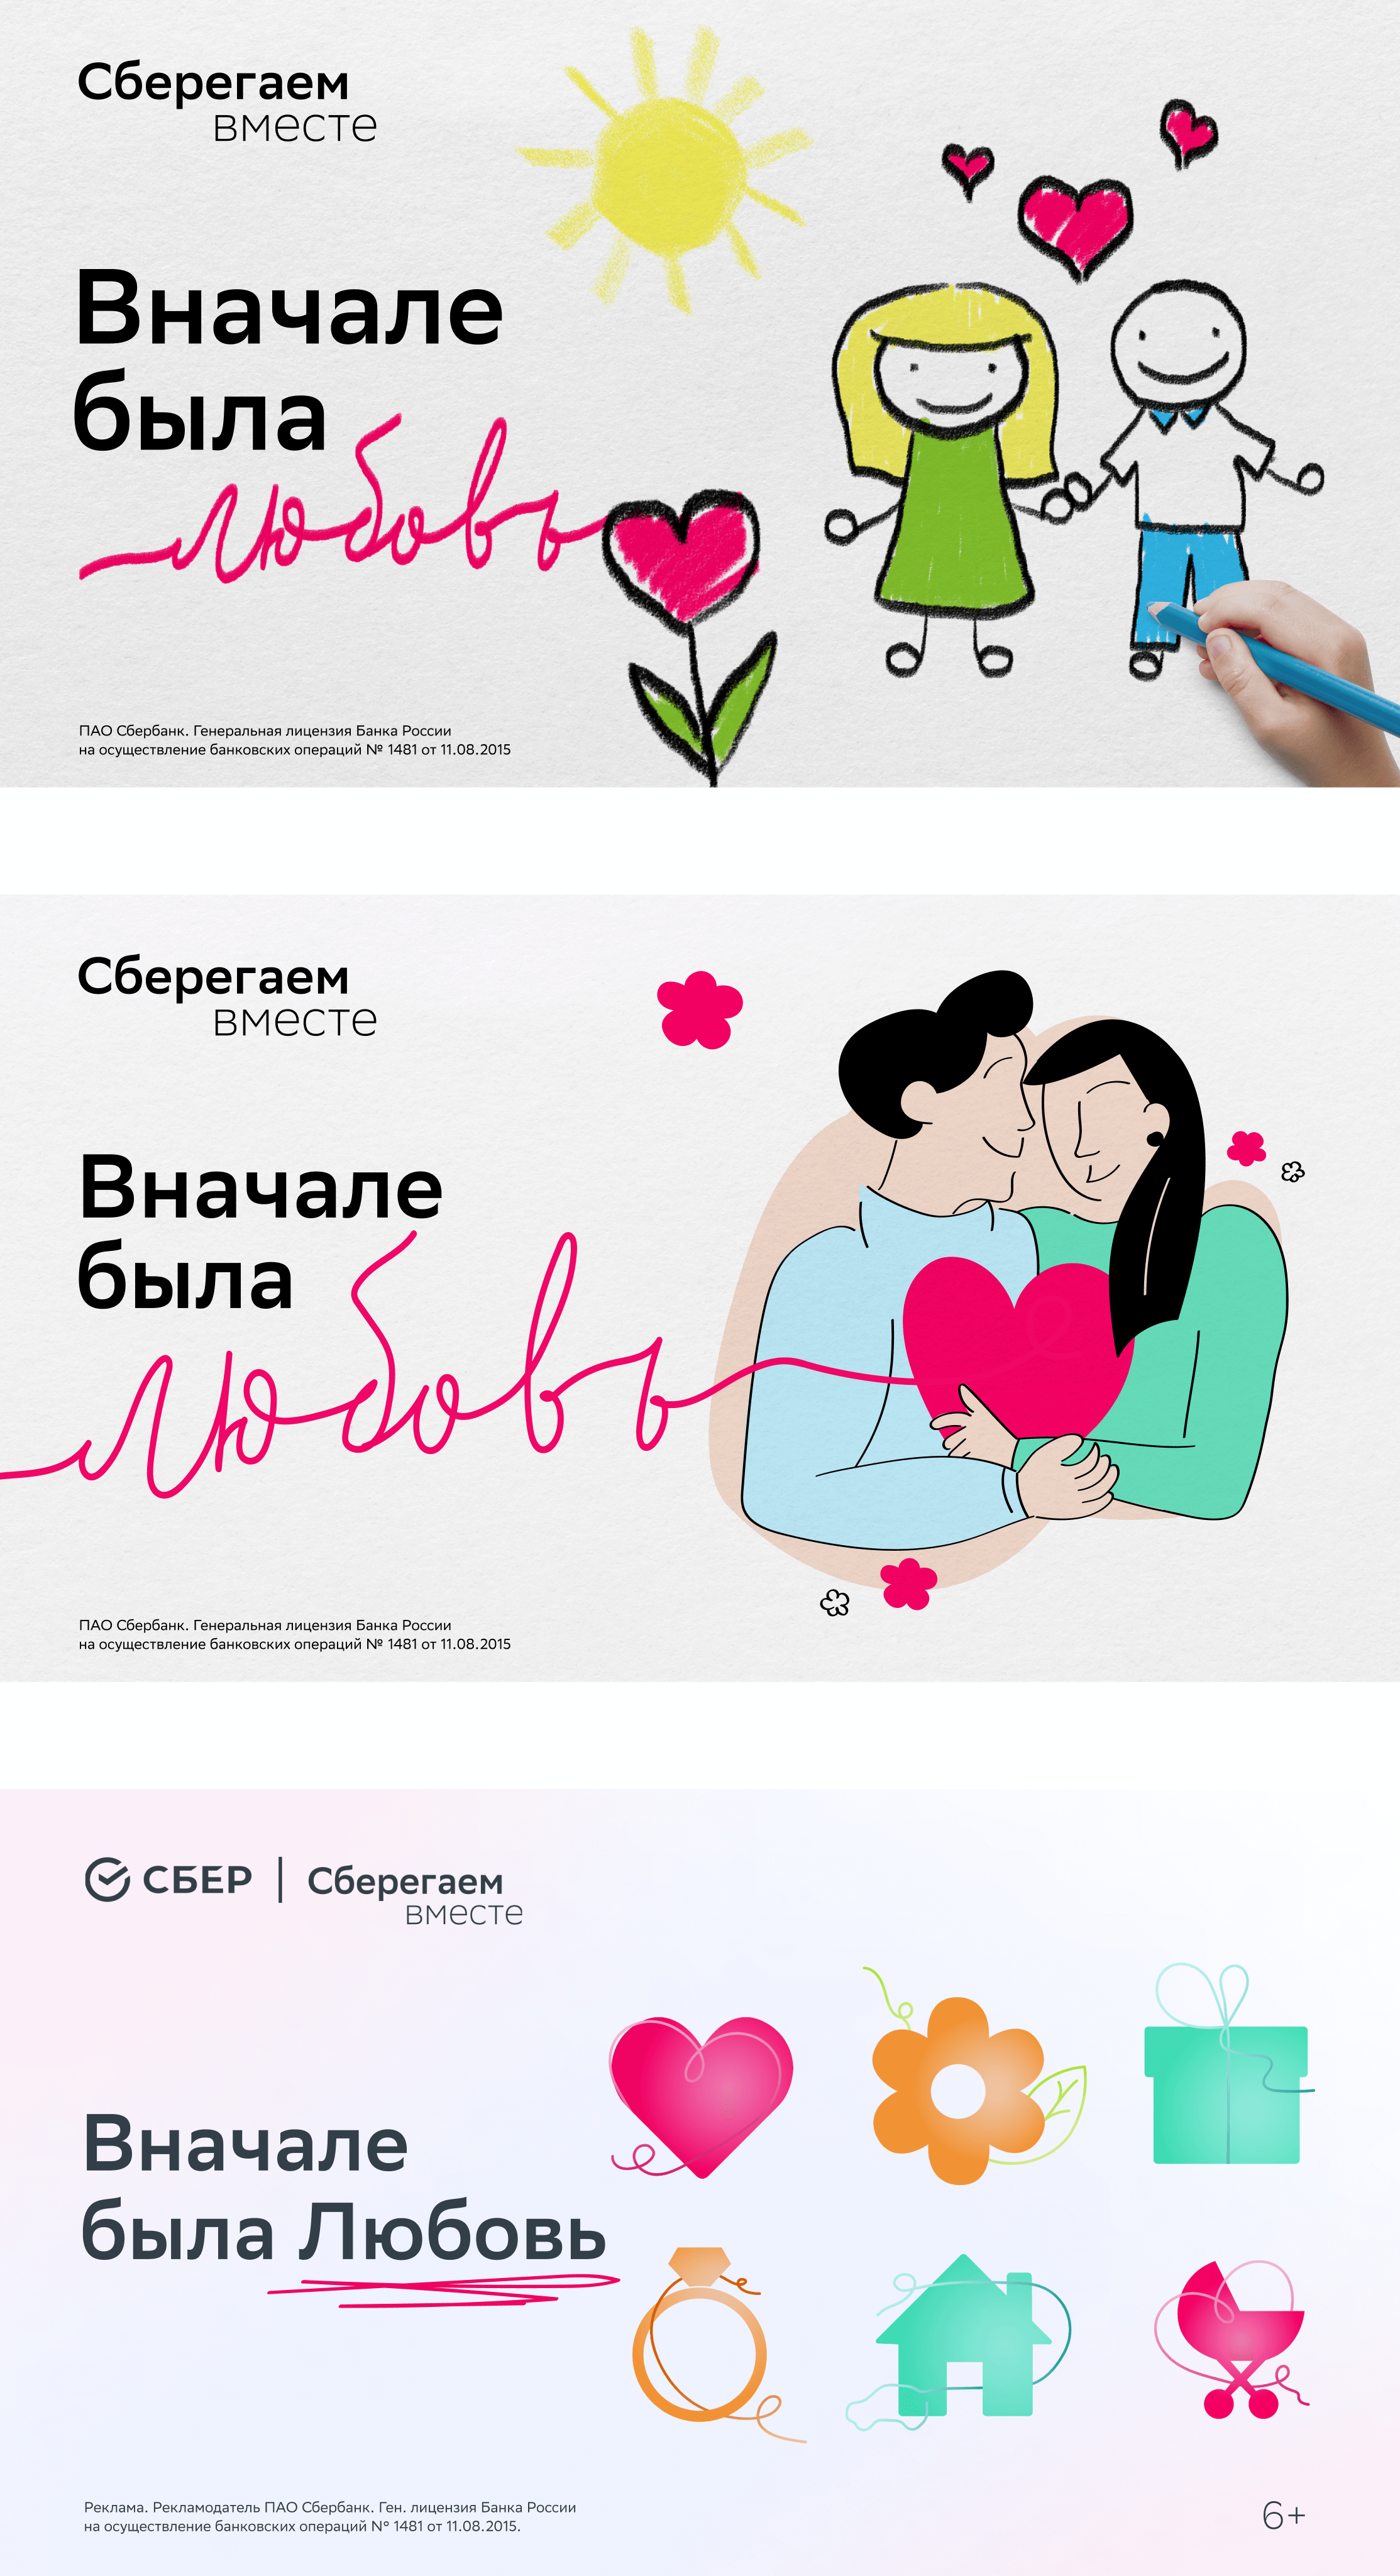 Сберегаем
вместе
Вначале
была
любовь
ПАО Сбербанк. Генеральная лицензия Банка России
на осуществление банковских операций № 1481 от 11.08.2015
Сберегаем
вместе
Вначале
была
любовь
ПАО Сбербанк. Генеральная лицензия Банка России
на осуществление банковских операций № 1481 от 11.08.2015
СБЕР | Сберегаем
вместе
Вначале
была Любовь
Реклама. Рекламодатель ПАО Сбербанк. Ген. лицензия Банка России
на осуществление банковских операций N° 1481 от 11.08.2015.
6+